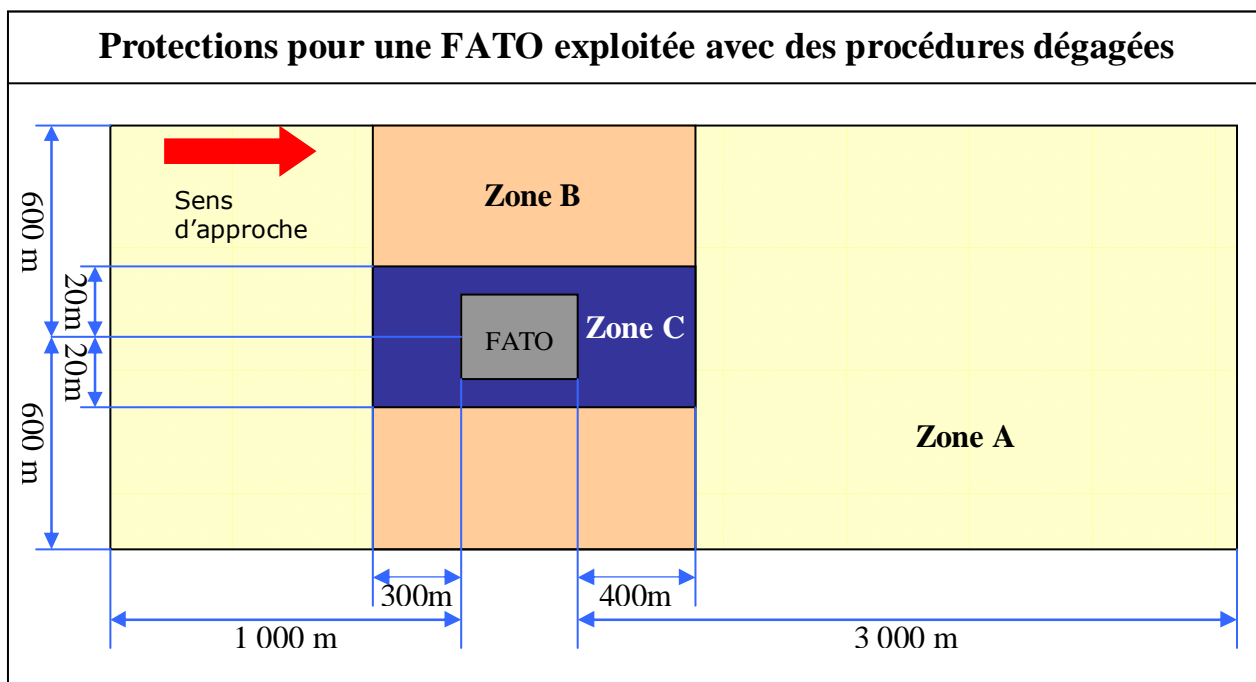 Protections pour une FATO exploitée avec des procédures dégagées
Sens
d’approche
Zone B
600 m
20m
FATO
Zone C
20m
600 m
Zone A
300m
400m
1 000 m
3 000 m